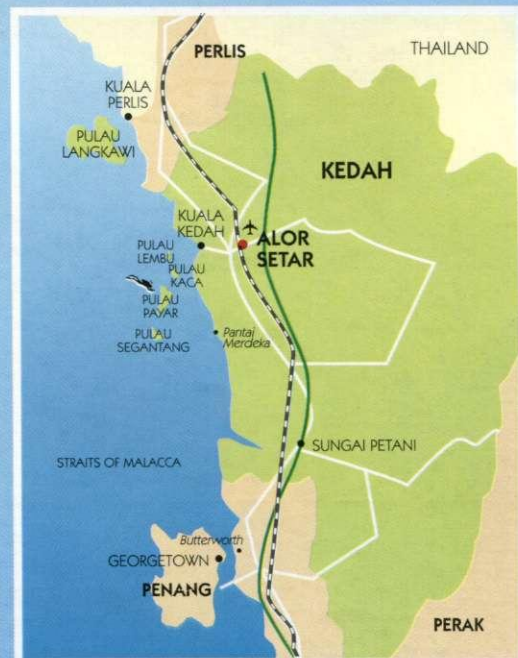 PERLIS
THAILAND
KUALA
PERLIS
PULAU
LANGKAWI
KEDAH
KUALA
KEDAH
ALOR
SETAR
PULAU
LEMBU
PULAU
KACA
PULAU
PAYAR
PULAU
SEGANTANG
Pantai
Merdeka
SUNGAI PETANI
STRAITS OF MALACCA
Butterworth
GEORGETOWN
PENANG
PERAK